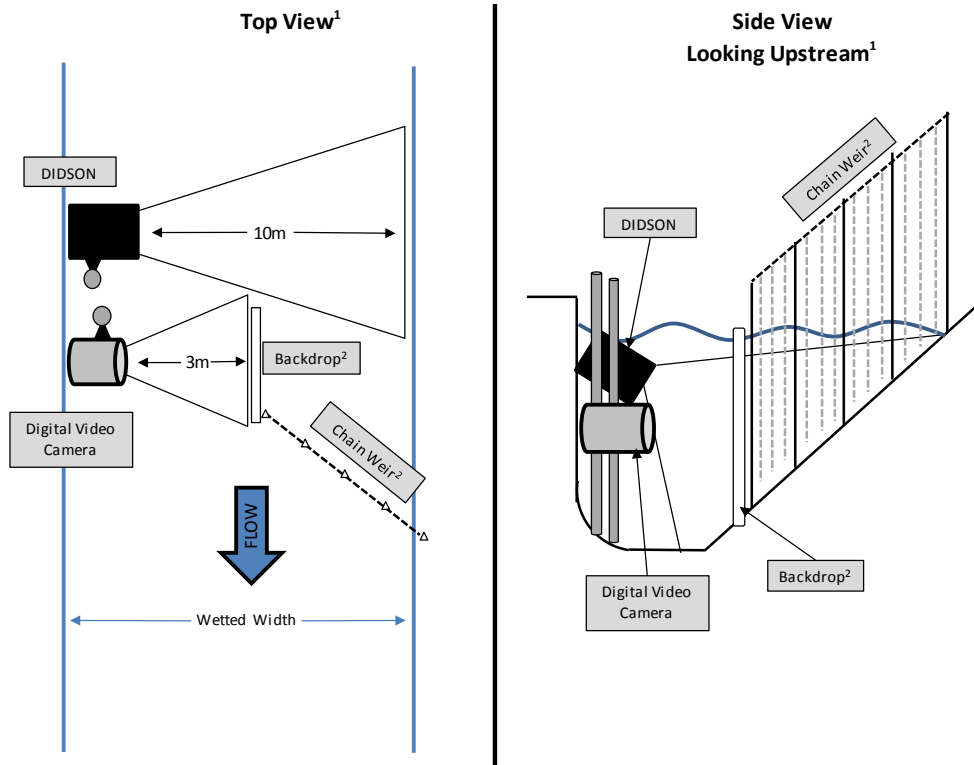 Top View¹
DIDSON
10m
3m
Backdrop²
Digital Video
Camera
Chain Weir²
FLOW
Wetted Width
Side View
Looking Upstream¹
Chain Weir²
DIDSON
Backdrop²
Digital Video
Camera